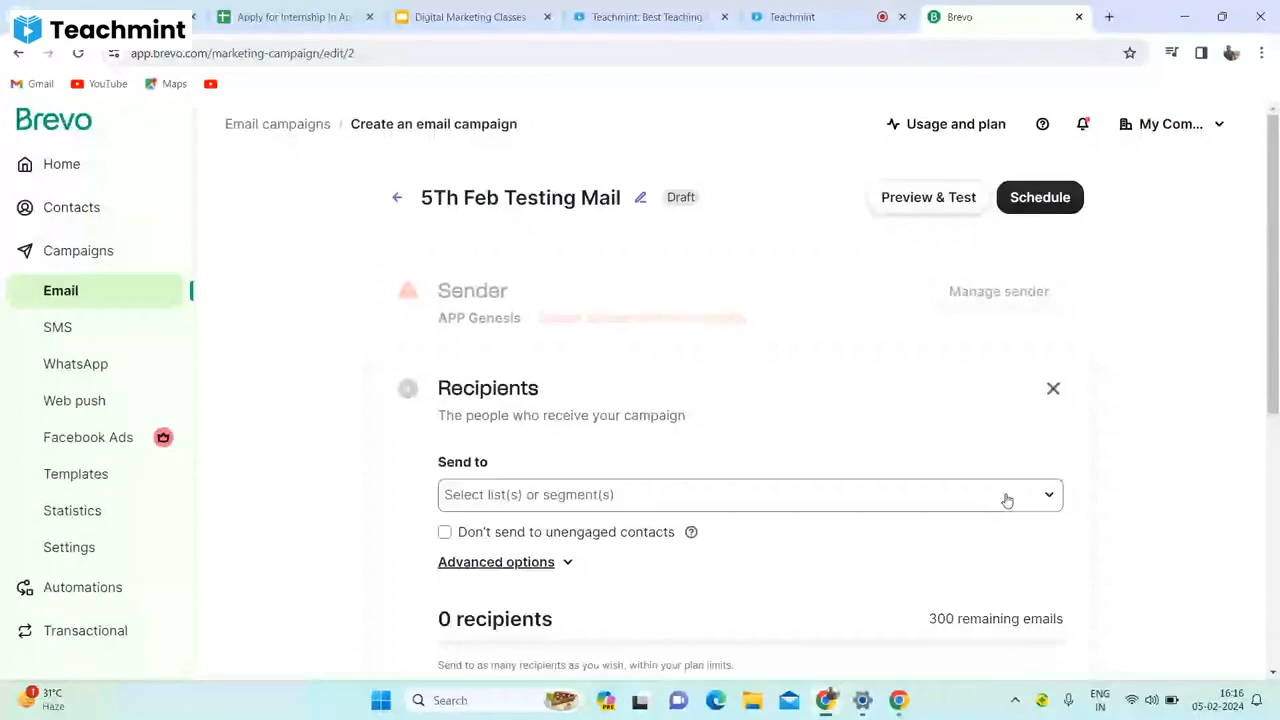 Teachmint
Apply for Internship In Ap
Digital Marketing Classes
Teachmint: Best Teaching
Teachmint
Brevo
app.brevo.com/marketing-campaign/edit/2
Gmail
YouTube
Maps
Brevo
Email campaigns / Create an email campaign
Usage and plan
My Com...
Home
Contacts
Campaigns
Email
SMS
WhatsApp
Web push
Facebook Ads
Templates
Statistics
Settings
Automations
Transactional
5Th Feb Testing Mail
Draft
Preview & Test
Schedule
Sender
Manage sender
APP Genesis
Recipients
The people who receive your campaign
Send to
Select list(s) or segment(s)
Don't send to unengaged contacts
Advanced options
0 recipients
300 remaining emails
Send to as many recipients as you wish, within your plan limits.
1
31°C
Haze
Search
PRE
ENG
IN
16:16
05-02-2024